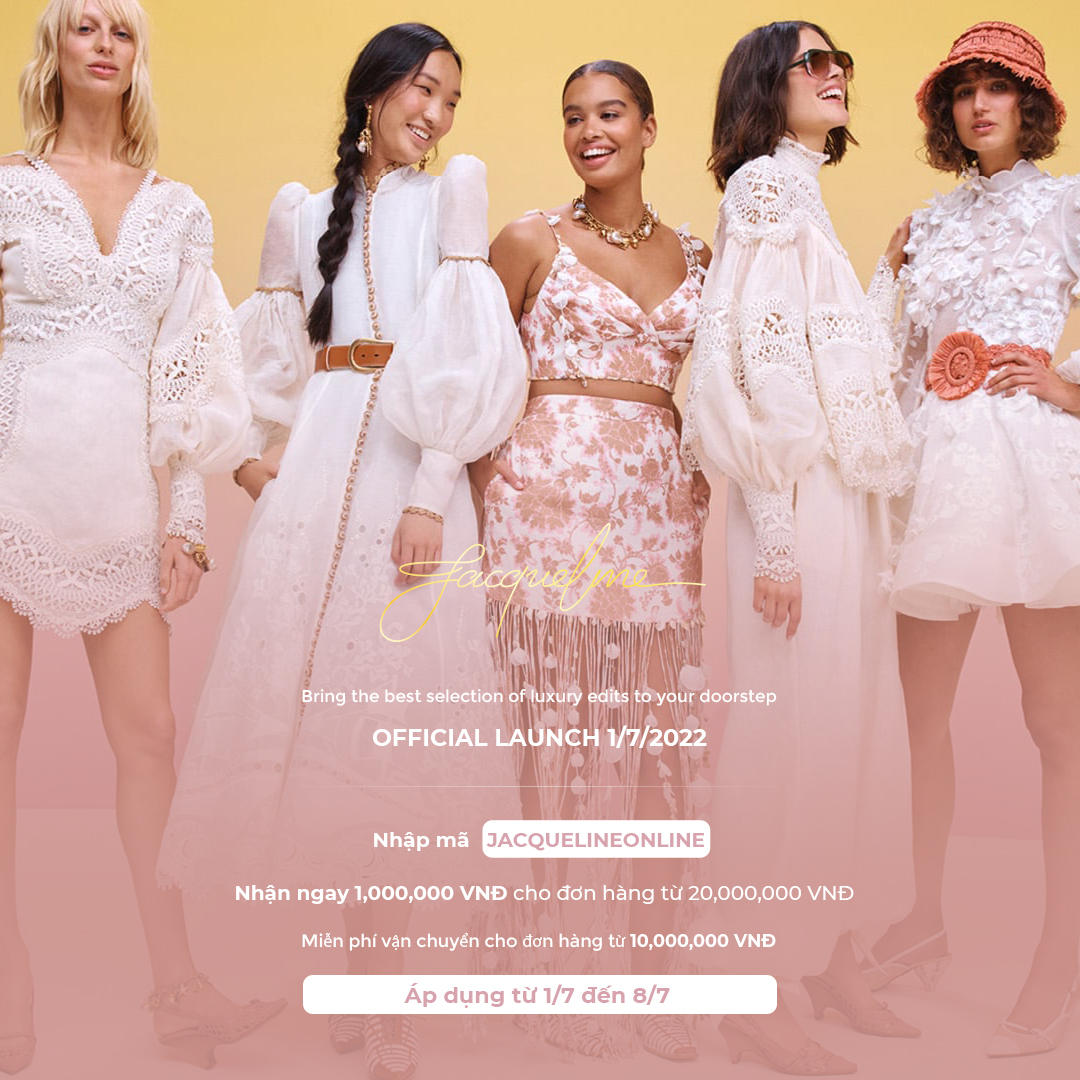 Jacqueline
Bring the best selection of luxury edits to your doorstep
OFFICIAL LAUNCH 1/7/2022
Nhập mã JACQUELINEONLINE
Nhận ngay 1,000,000 VNĐ cho đơn hàng từ 20,000,000 VNĐ
Miễn phí vận chuyển cho đơn hàng từ 10,000,000 VNĐ
Áp dụng từ 1/7 đến 8/7